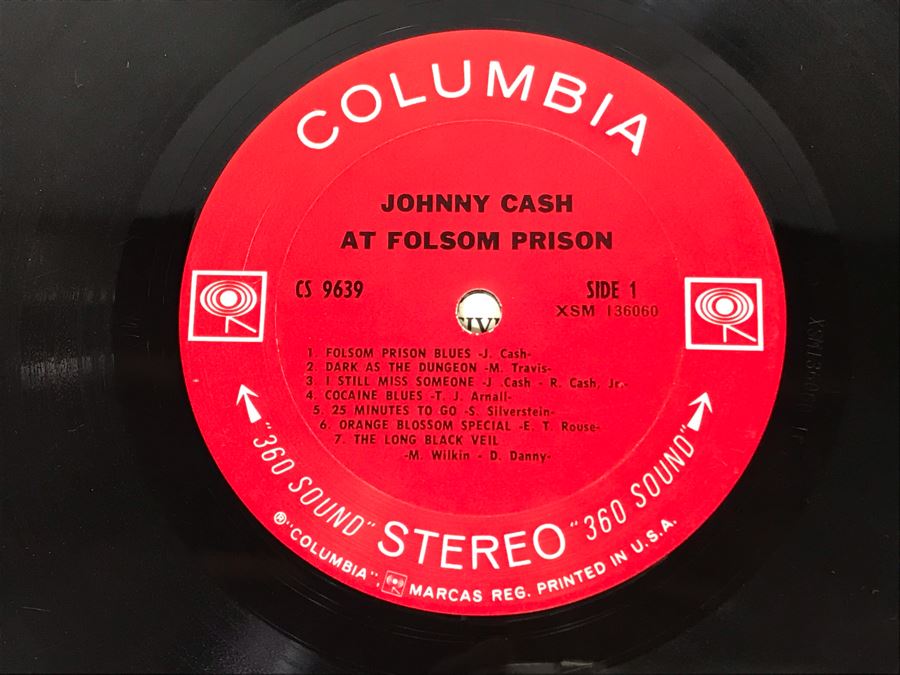 COLUMBIA
JOHNNY CASH
AT FOLSOM PRISON
CS 9639
SIDE 1
XSM 136060
1. FOLSOM PRISON BLUES -J. Cash-
2. DARK AS THE DUNGEON -M. Travis-
3. I STILL MISS SOMEONE -J .Cash - R. Cash, Jr.-
4. COCAINE BLUES -T. J. Arnall-
5. 25 MINUTES TO GO -S. Silverstein-
6. ORANGE BLOSSOM SPECIAL -E. T. Rouse-
7. THE LONG BLACK VEIL
-M. Wilkin - D. Danny-
"360 SOUND" STEREO "360 SOUND"
®"COLUMBIA", MARCAS REG. PRINTED IN U.S.A.